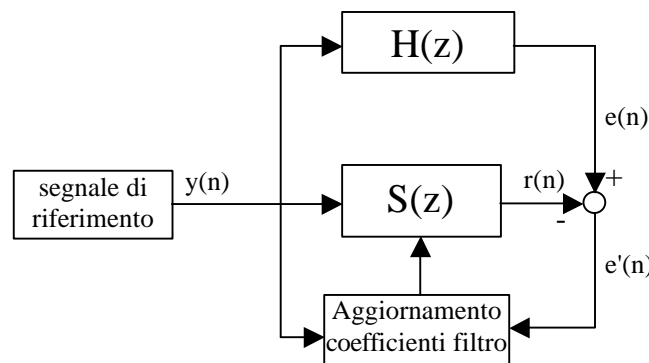 H(z)
e(n)
segnale di
riferimento
y(n)
S(z)
r(n)
+
-
e'(n)
Aggiornamento
coefficienti filtro